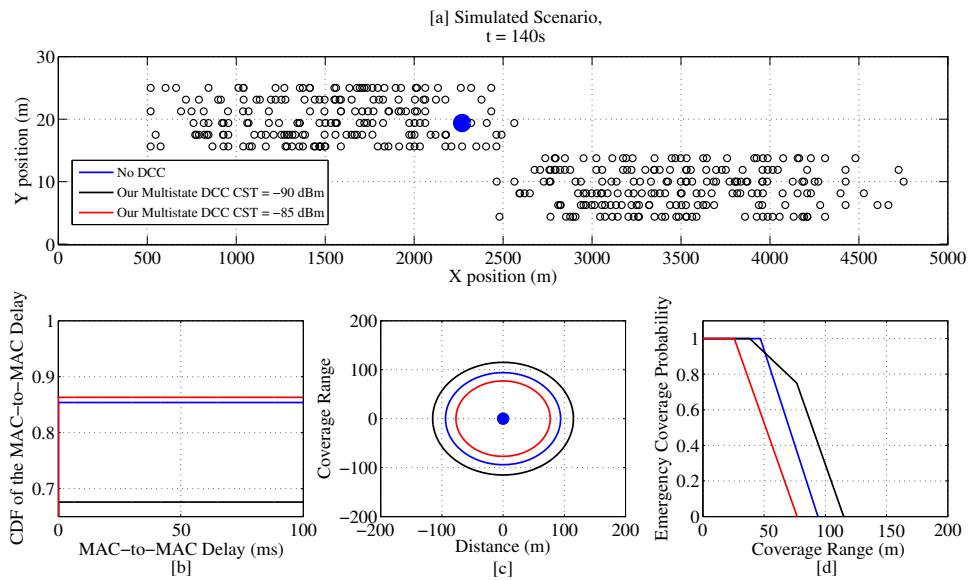 [a] Simulated Scenario,
t = 140s
30
20
10
0
Y position (m)
No DCC
Our Multistate DCC CST = −90 dBm
Our Multistate DCC CST = −85 dBm
0 500 1000 1500 2000 2500 3000 3500 4000 4500 5000
X position (m)
CDF of the MAC−to−MAC Delay
1
0.9
0.8
0.7
0 50 100
MAC−to−MAC Delay (ms)
[b]
Coverage Range
200
100
0
−100
−200
−200 −100 0 100 200
Distance (m)
[c]
Emergency Coverage Probability
1
0.8
0.6
0.4
0.2
0
0 50 100 150 200
Coverage Range (m)
[d]